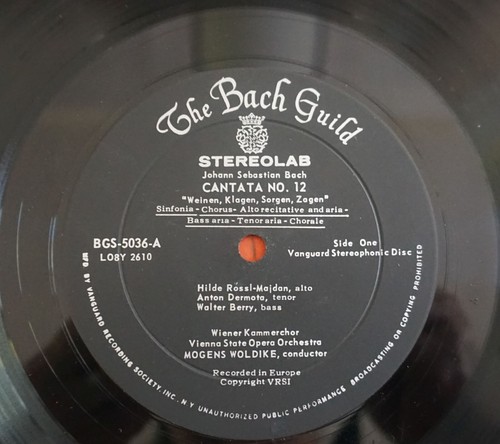 The Bach Guild
STEREOLAB
Johann Sebastian Bach
CANTATA NO. 12
"Weinen, Klagen, Sorgen, Zagen"
Sinfonia - Chorus - Alto recitative and aria -
Bass aria - Tenor aria - Chorale
BGS-5036-A
LO8Y 2610
Side One
Vanguard Stereophonic Disc
Hilde Rössl-Majdan, alto
Anton Dermota, tenor
Walter Berry, bass
Wiener Kammerchor
Vienna State Opera Orchestra
MOGENS WOLDIKE, conductor
Recorded in Europe
Copyright VRSI
MFD BY VANGUARD RECORDING SOCIETY, INC. N Y UNAUTHORIZED PUBLIC PERFORMANCE BROADCASTING OR COPYING PROHIBITED